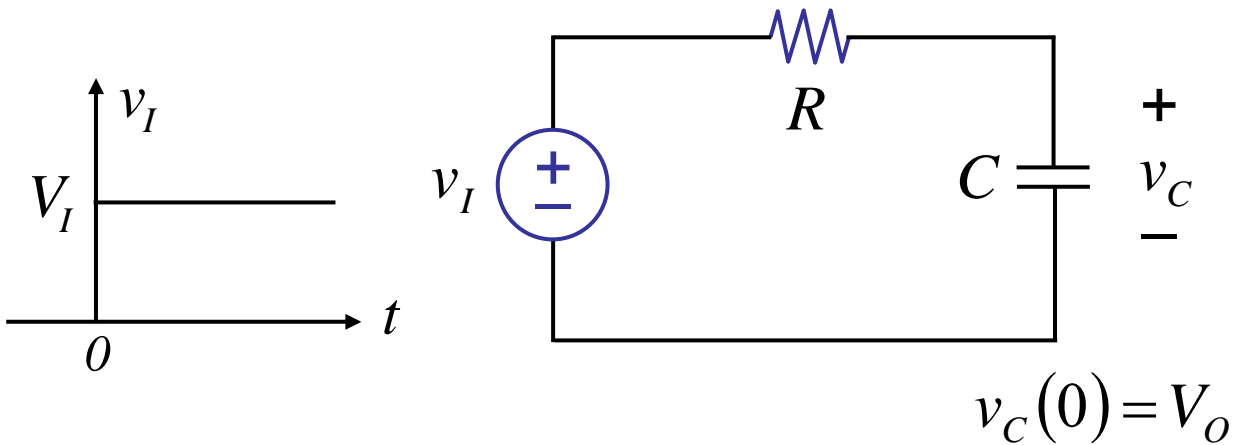 v_I
V_I
t
0
R
v_I
+
−
C
+
v_C
−
v_C(0) = V_O